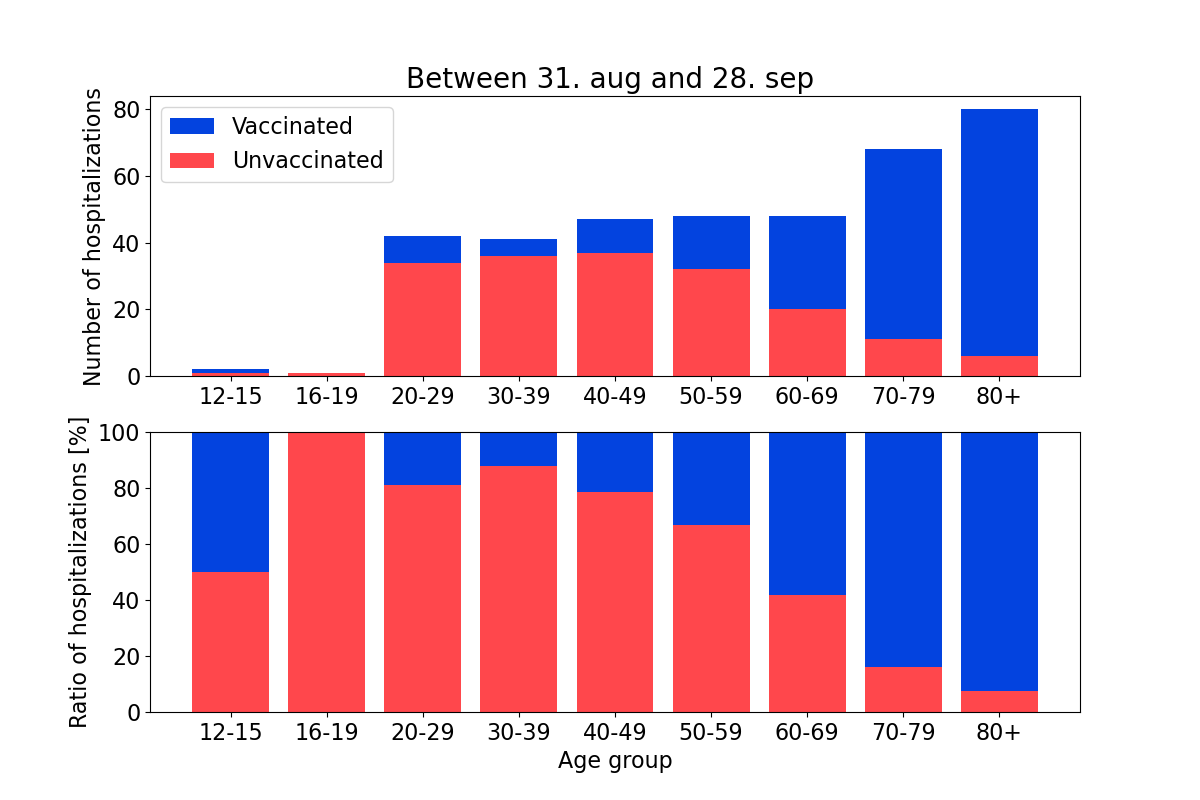 Between 31. aug and 28. sep
Number of hospitalizations
80
60
40
20
0
Vaccinated
Unvaccinated
12-15 16-19 20-29 30-39 40-49 50-59 60-69 70-79 80+
Ratio of hospitalizations [%]
100
80
60
40
20
0
12-15 16-19 20-29 30-39 40-49 50-59 60-69 70-79 80+
Age group